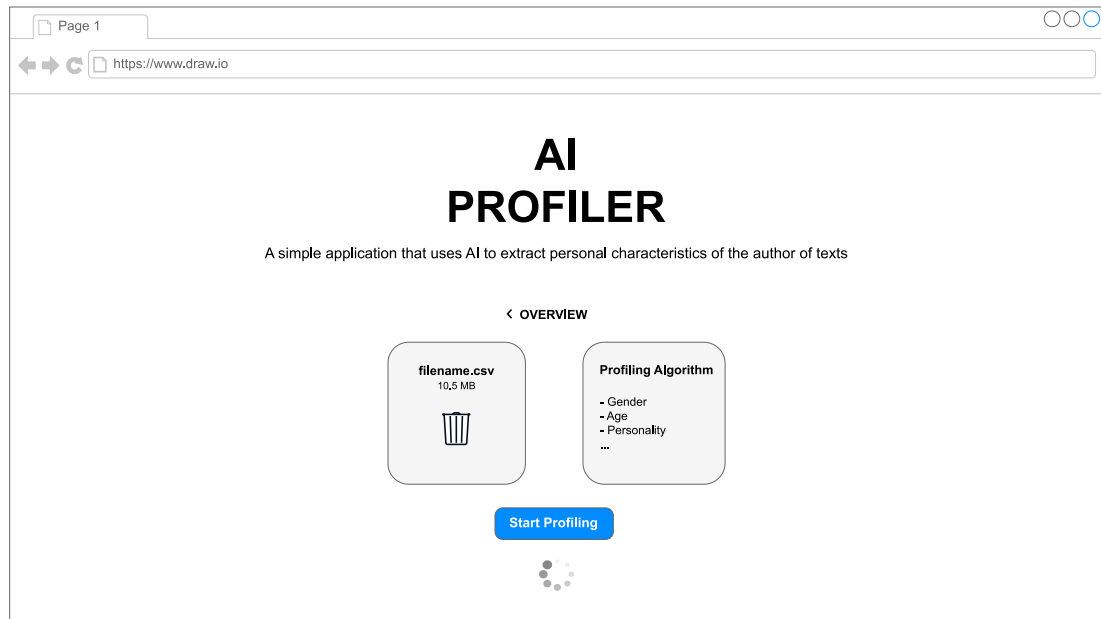 Page 1
https://www.draw.io
AI
PROFILER
A simple application that uses AI to extract personal characteristics of the author of texts
< OVERVIEW
filename.csv
10.5 MB
Profiling Algorithm
- Gender
- Age
- Personality
...
Start Profiling